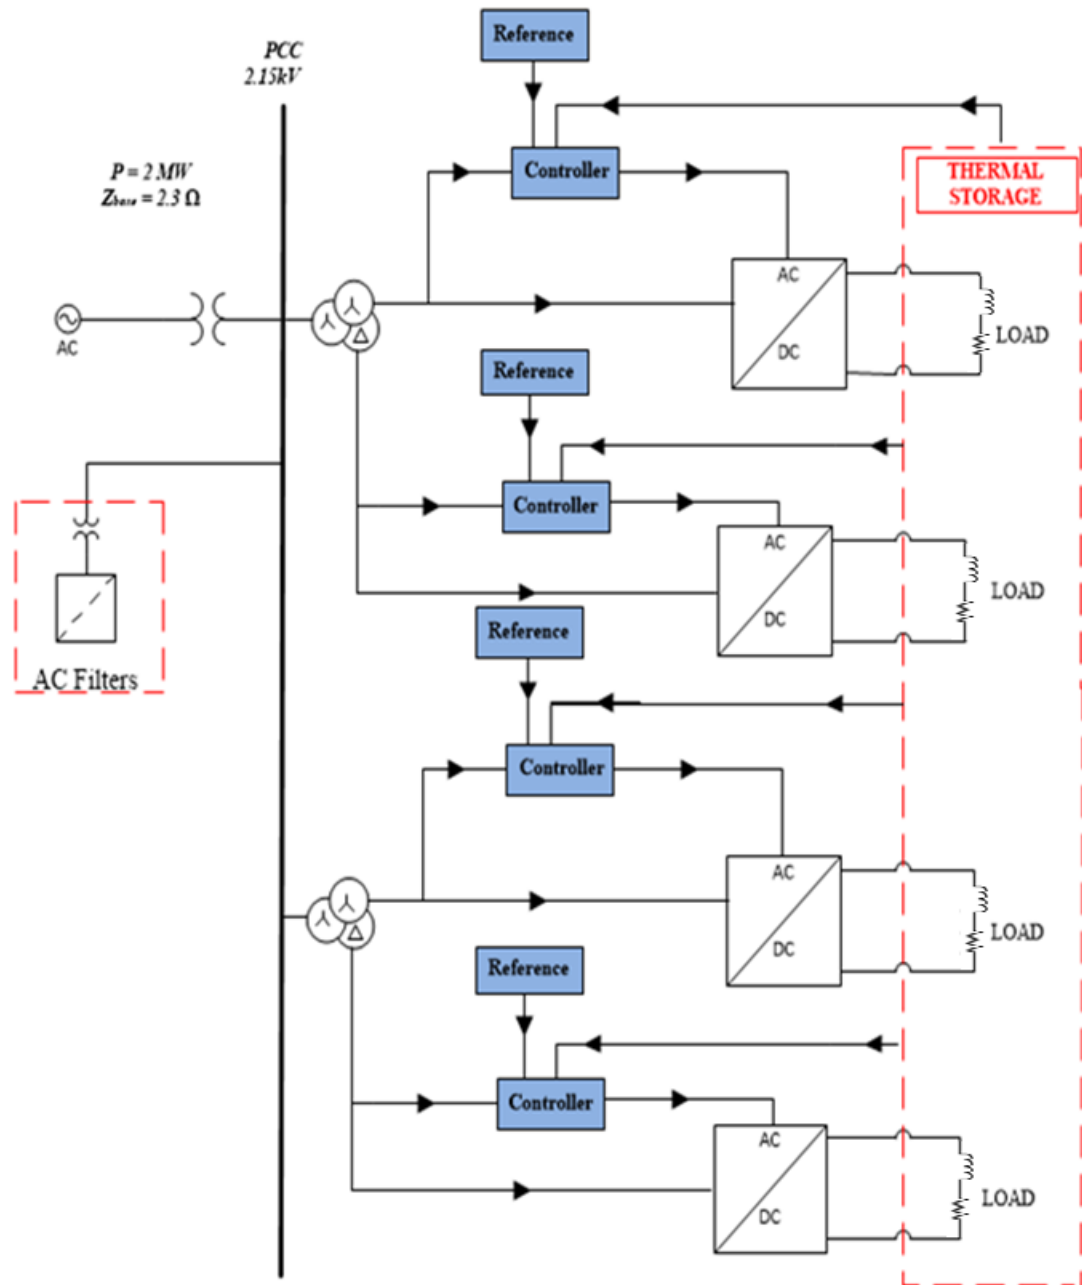 Reference
PCC
2.15kV
P = 2 MW
Zbase = 2.3 Ω
Controller
THERMAL
STORAGE
AC
DC
LOAD
AC
Reference
Controller
AC
DC
LOAD
AC Filters
Reference
Controller
AC
DC
LOAD
Reference
Controller
AC
DC
LOAD